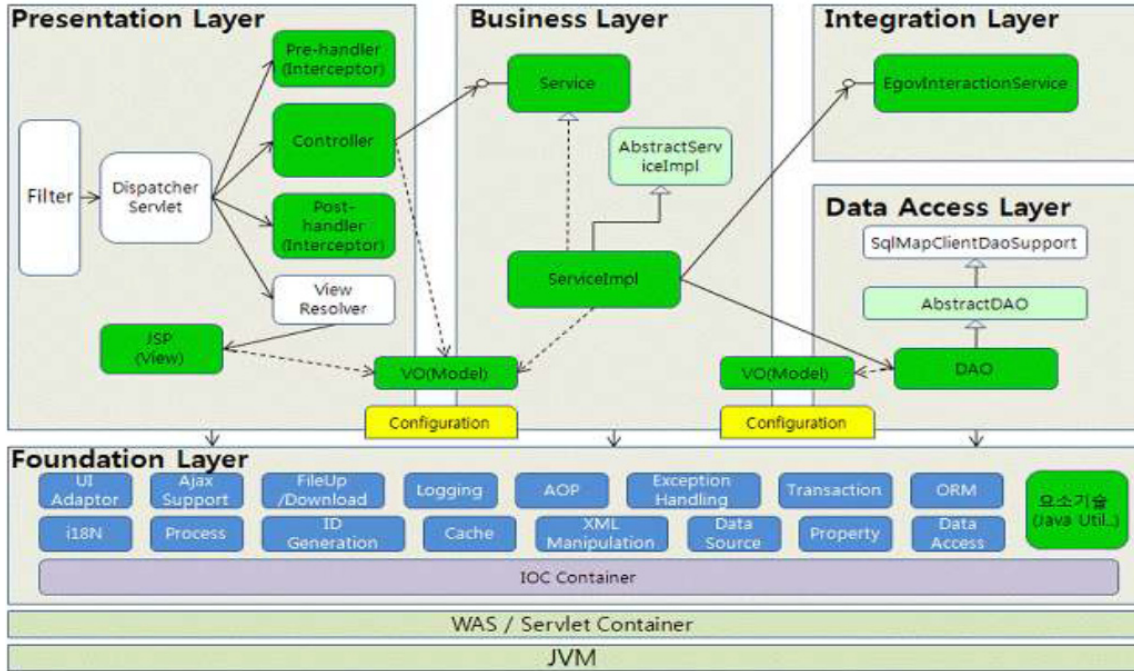 Presentation Layer
Pre-handler
(Interceptor)
Controller
Filter
Dispatcher
Servlet
Post-
handler
(Interceptor)
View
Resolver
JSP
(View)
Business Layer
Service
AbstractServ
iceImpl
ServiceImpl
VO(Model)
Configuration
Integration Layer
EgovInteractionService
Data Access Layer
SqlMapClientDaoSupport
AbstractDAO
DAO
VO(Model)
Configuration
Foundation Layer
UI
Adaptor
Ajax
Support
FileUp
/Download
Logging
AOP
Exception
Handling
Transaction
ORM
i18N
Process
ID
Generation
Cache
XML
Manipulation
Data
Source
Property
Data
Access
요소기술
(Java Util..)
IOC Container
WAS / Servlet Container
JVM